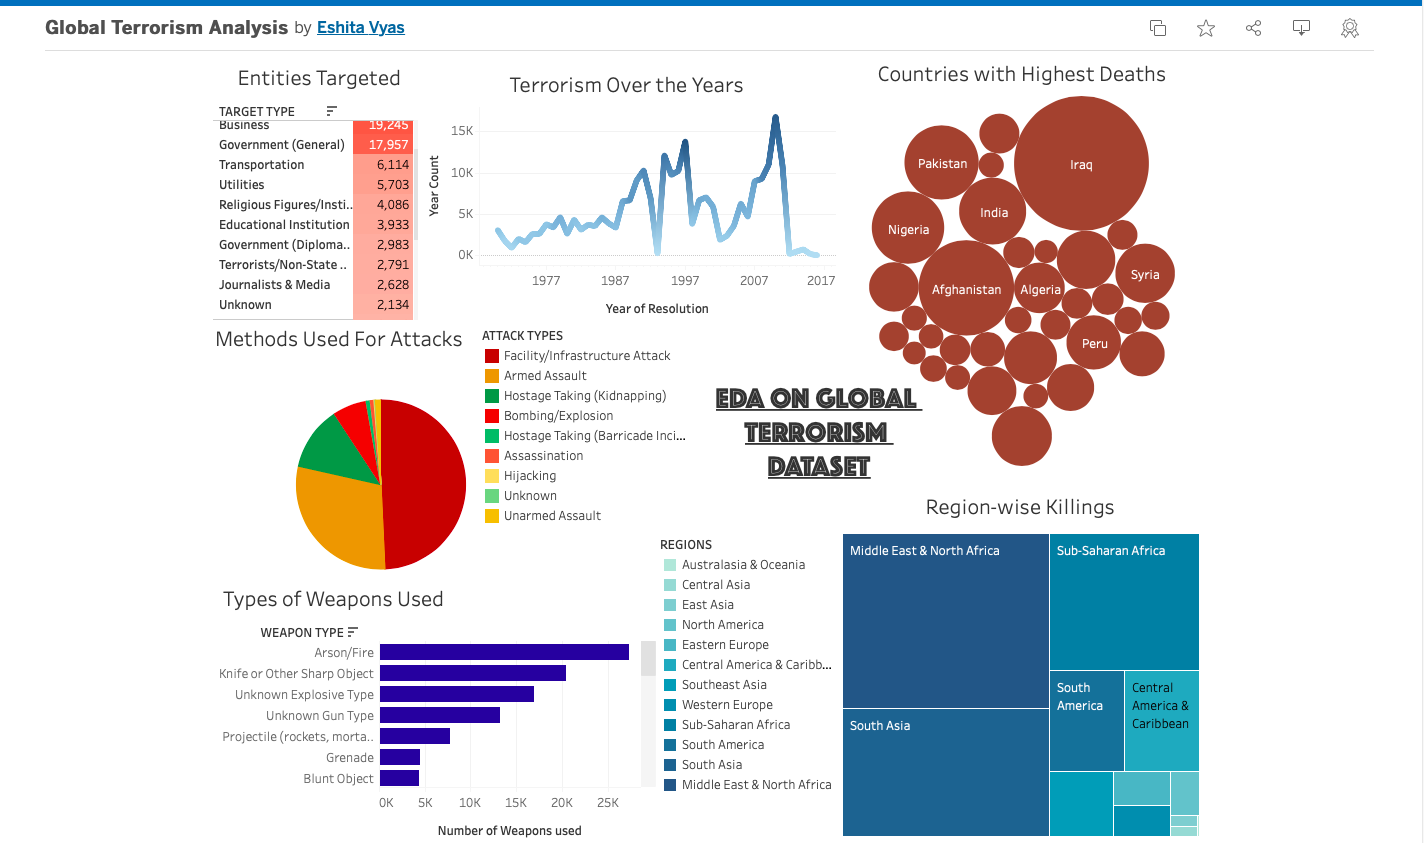 Global Terrorism Analysis by Eshita Vyas
Entities Targeted
TARGET TYPE
Business 19,245
Government (General) 17,957
Transportation 6,114
Utilities 5,703
Religious Figures/Insti.. 4,086
Educational Institution 3,933
Government (Diploma.. 2,983
Terrorists/Non-State .. 2,791
Journalists & Media 2,628
Unknown 2,134
Terrorism Over the Years
Year Count
15K
10K
5K
0K
1977 1987 1997 2007 2017
Year of Resolution
Countries with Highest Deaths
Pakistan
Iraq
India
Nigeria
Syria
Afghanistan
Algeria
Peru
Methods Used For Attacks
ATTACK TYPES
Facility/Infrastructure Attack
Armed Assault
Hostage Taking (Kidnapping)
Bombing/Explosion
Hostage Taking (Barricade Inci...
Assassination
Hijacking
Unknown
Unarmed Assault
EDA ON GLOBAL
TERRORISM
DATASET
Types of Weapons Used
WEAPON TYPE
Arson/Fire
Knife or Other Sharp Object
Unknown Explosive Type
Unknown Gun Type
Projectile (rockets, morta..
Grenade
Blunt Object
0K 5K 10K 15K 20K 25K
Number of Weapons used
REGIONS
Australasia & Oceania
Central Asia
East Asia
North America
Eastern Europe
Central America & Caribb...
Southeast Asia
Western Europe
Sub-Saharan Africa
South America
South Asia
Middle East & North Africa
Region-wise Killings
Middle East & North Africa
Sub-Saharan Africa
South
America
Central
America &
Caribbean
South Asia